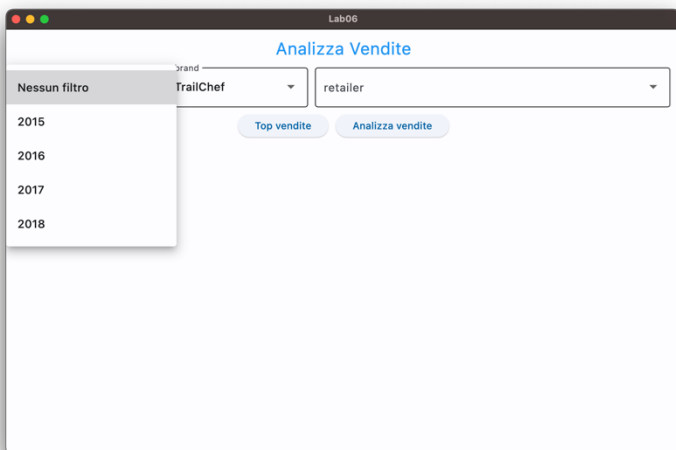 Lab06
Analizza Vendite
brand
Nessun filtro
TrailChef
retailer
2015
Top vendite
Analizza vendite
2016
2017
2018